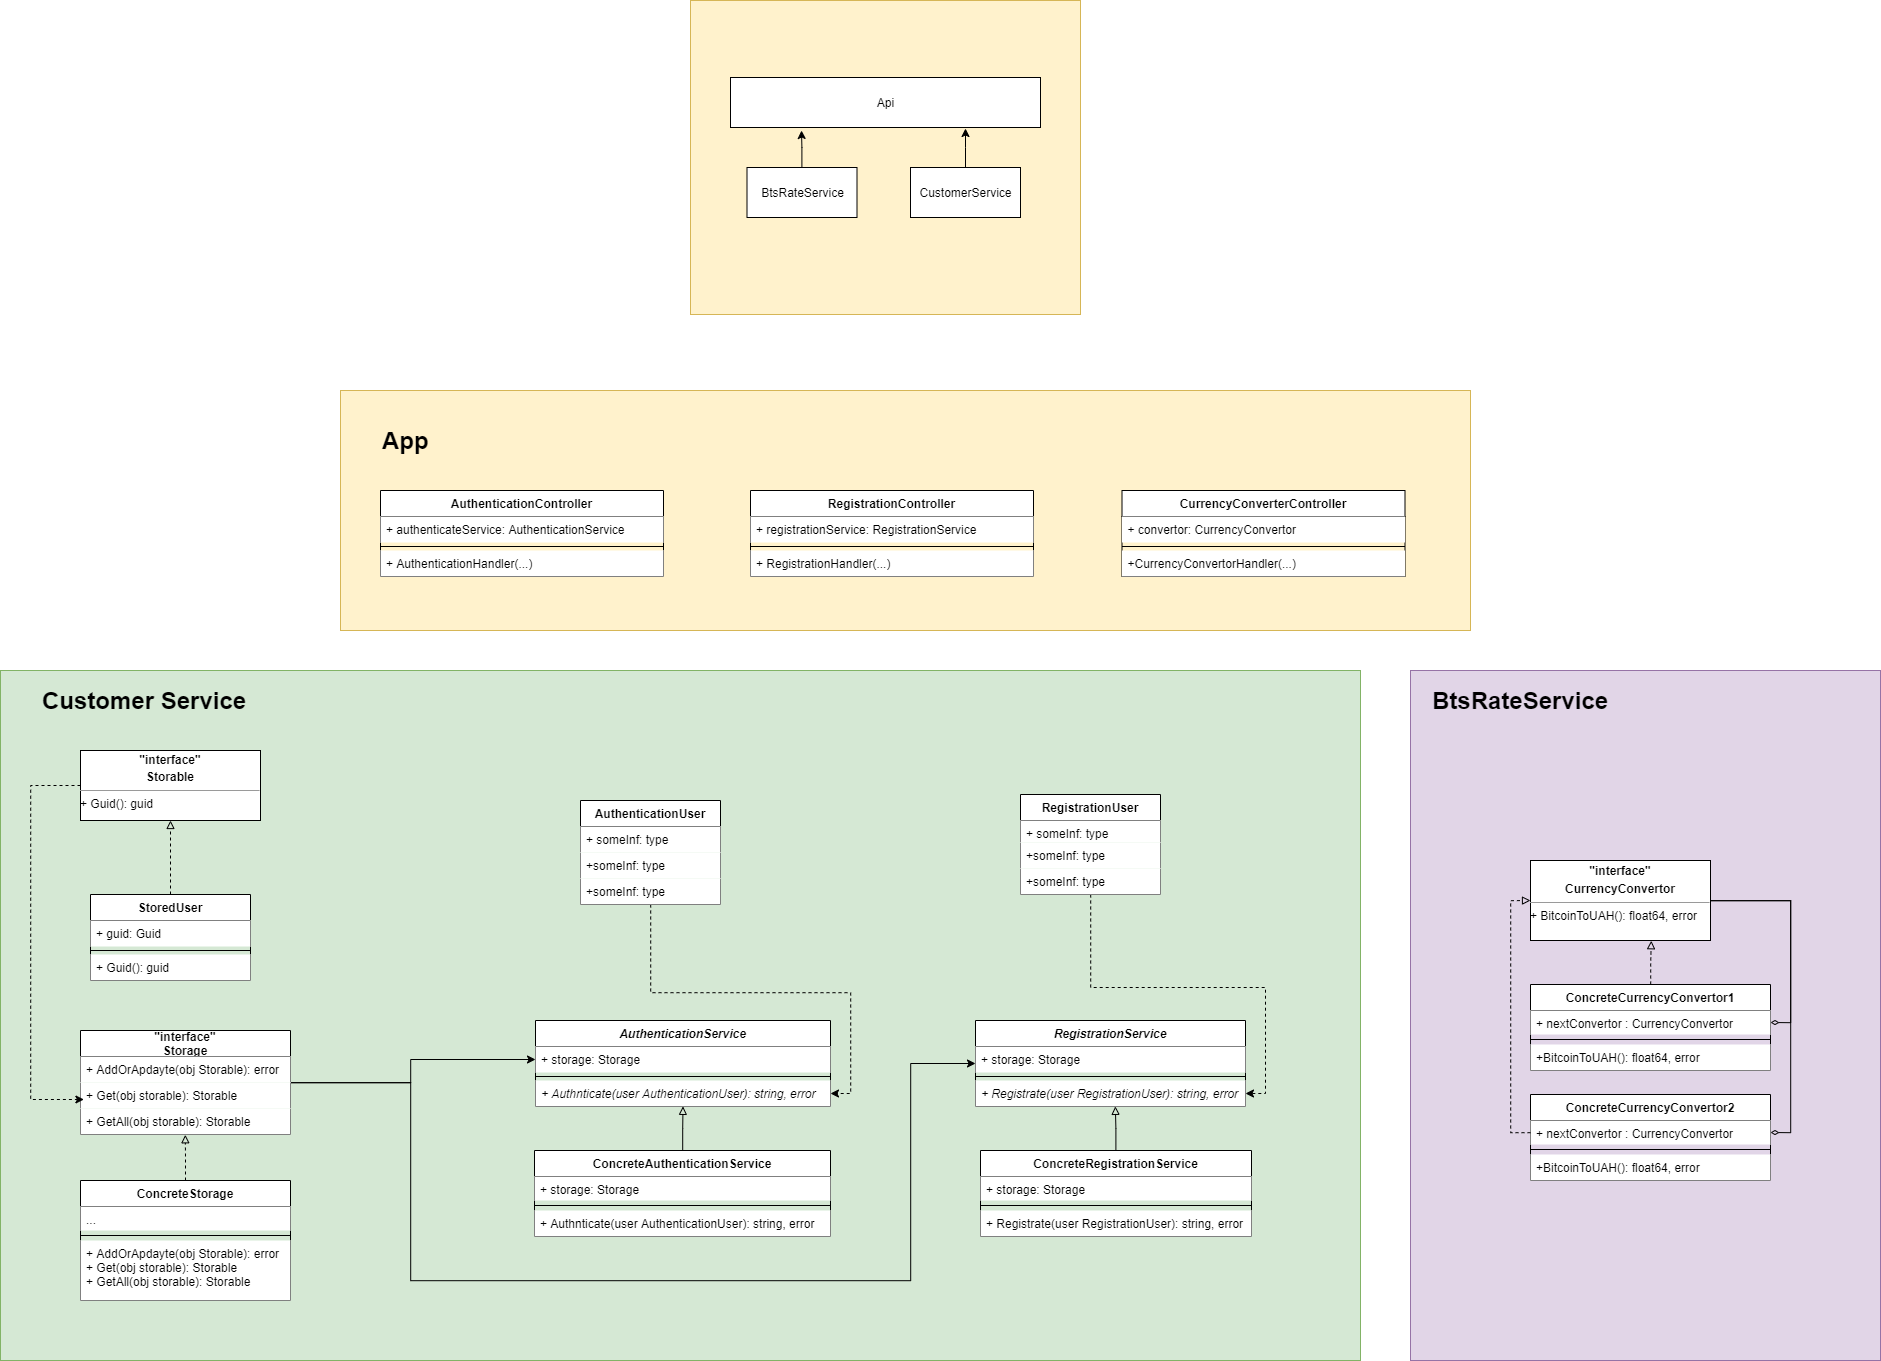 Api
BtsRateService
CustomerService
App
AuthenticationController
+ authenticateService: AuthenticationService
+ AuthenticationHandler(...)
RegistrationController
+ registrationService: RegistrationService
+ RegistrationHandler(...)
CurrencyConverterController
+ convertor: CurrencyConvertor
+CurrencyConvertorHandler(...)
Customer Service
"interface"
Storable
+ Guid(): guid
StoredUser
+ guid: Guid
+ Guid(): guid
"interface"
Storage
+ AddOrApdayte(obj Storable): error
+ Get(obj storable): Storable
+ GetAll(obj storable): Storable
ConcreteStorage
...
+ AddOrApdayte(obj Storable): error
+ Get(obj storable): Storable
+ GetAll(obj storable): Storable
AuthenticationUser
+ someInf: type
+someInf: type
+someInf: type
AuthenticationService
+ storage: Storage
+ Authnticate(user AuthenticationUser): string, error
ConcreteAuthenticationService
+ storage: Storage
+ Authnticate(user AuthenticationUser): string, error
RegistrationUser
+ someInf: type
+someInf: type
+someInf: type
RegistrationService
+ storage: Storage
+ Registrate(user RegistrationUser): string, error
ConcreteRegistrationService
+ storage: Storage
+ Registrate(user RegistrationUser): string, error
BtsRateService
"interface"
CurrencyConvertor
+ BitcoinToUAH(): float64, error
ConcreteCurrencyConvertor1
+ nextConvertor : CurrencyConvertor
+BitcoinToUAH(): float64, error
ConcreteCurrencyConvertor2
+ nextConvertor : CurrencyConvertor
+BitcoinToUAH(): float64, error